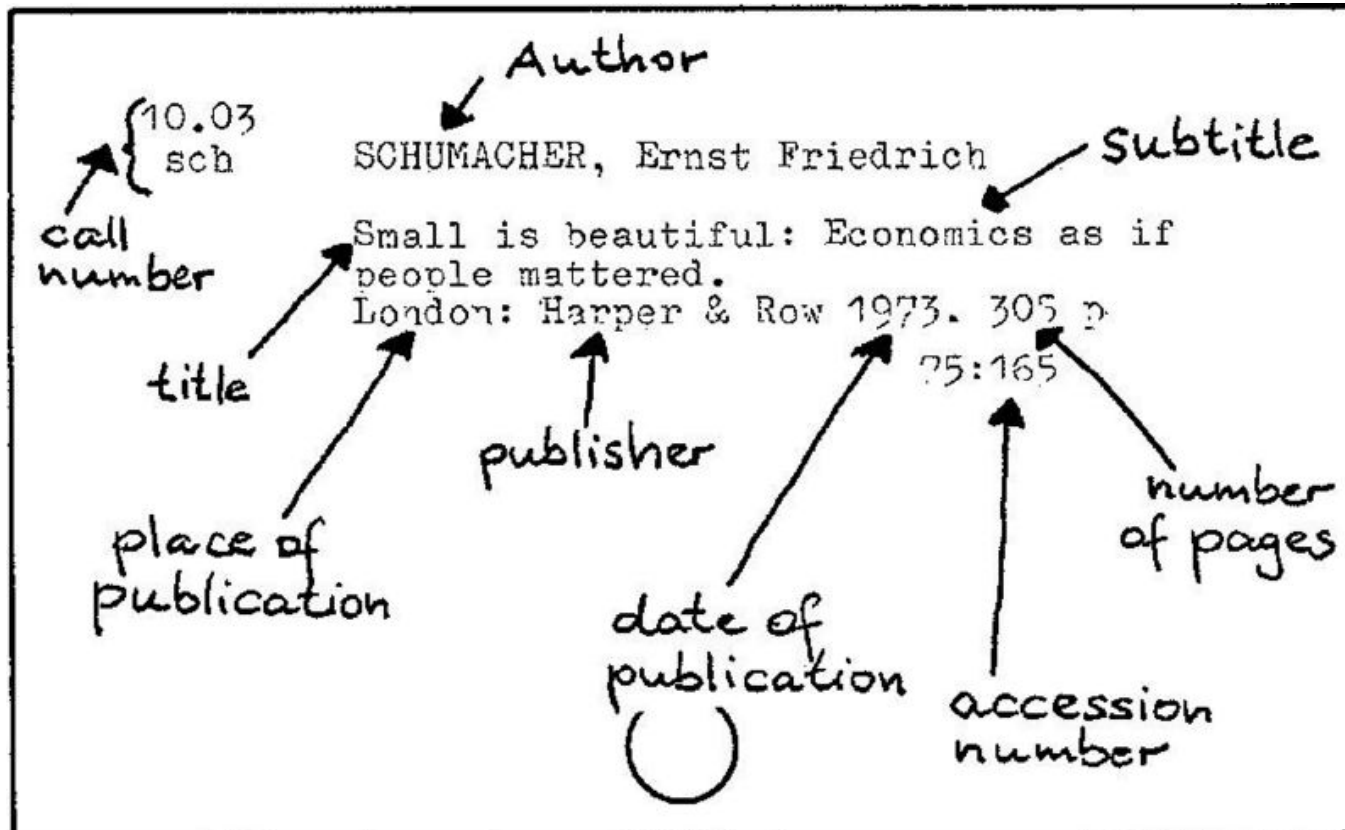 Author
10.03
sch
SCHUMACHER, Ernst Friedrich
subtitle
call
number
Small is beautiful: Economics as if
people mattered.
London: Harper & Row 1973. 305 p
75:165
title
publisher
place of
publication
number
of pages
date of
publication
accession
number